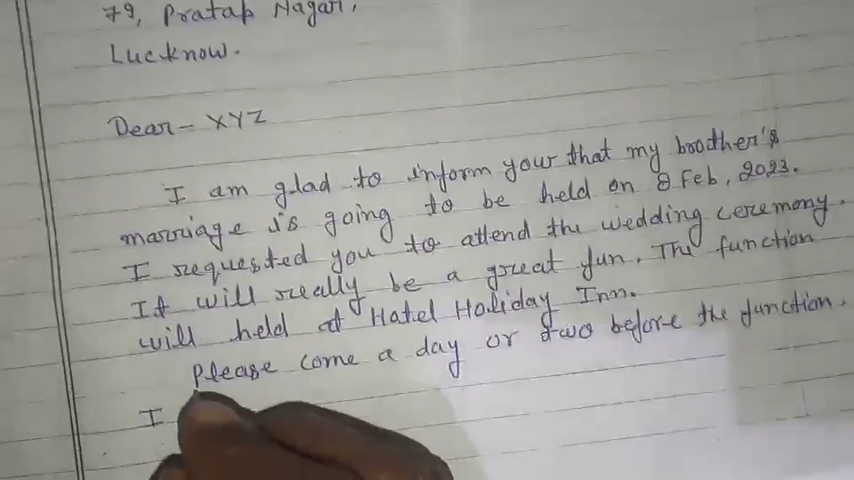 79, Pratap Nagar,
Lucknow.
Dear - XYZ
I am glad to inform your that my brother's
marriage is going to be held on 8 Feb, 2023.
I requested you to attend the wedding ceremony.
It will really be a great fun. The function
will held at Hotel Holiday Inn.
Please come a day or two before the function.
I